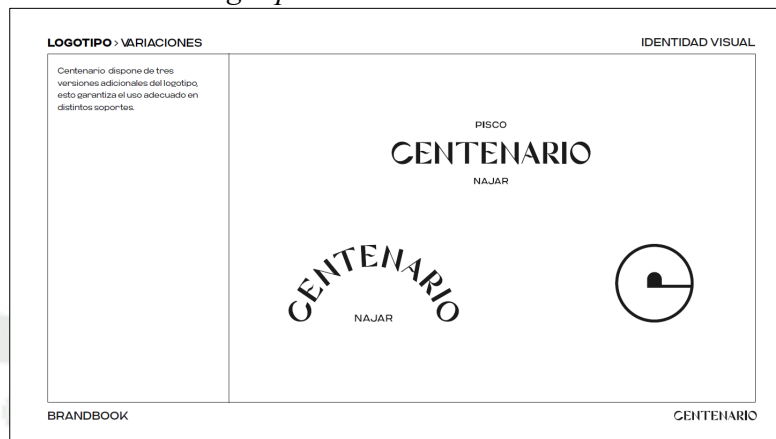 LOGOTIPO > VARIACIONES
IDENTIDAD VISUAL
Centenario dispone de tres
versiones adicionales del logotipo,
esto garantiza el uso adecuado en
distintos soportes.
PISCO
CENTENARIO
NAJAR
CENTENARIO
NAJAR
BRANDBOOK
CENTENARIO